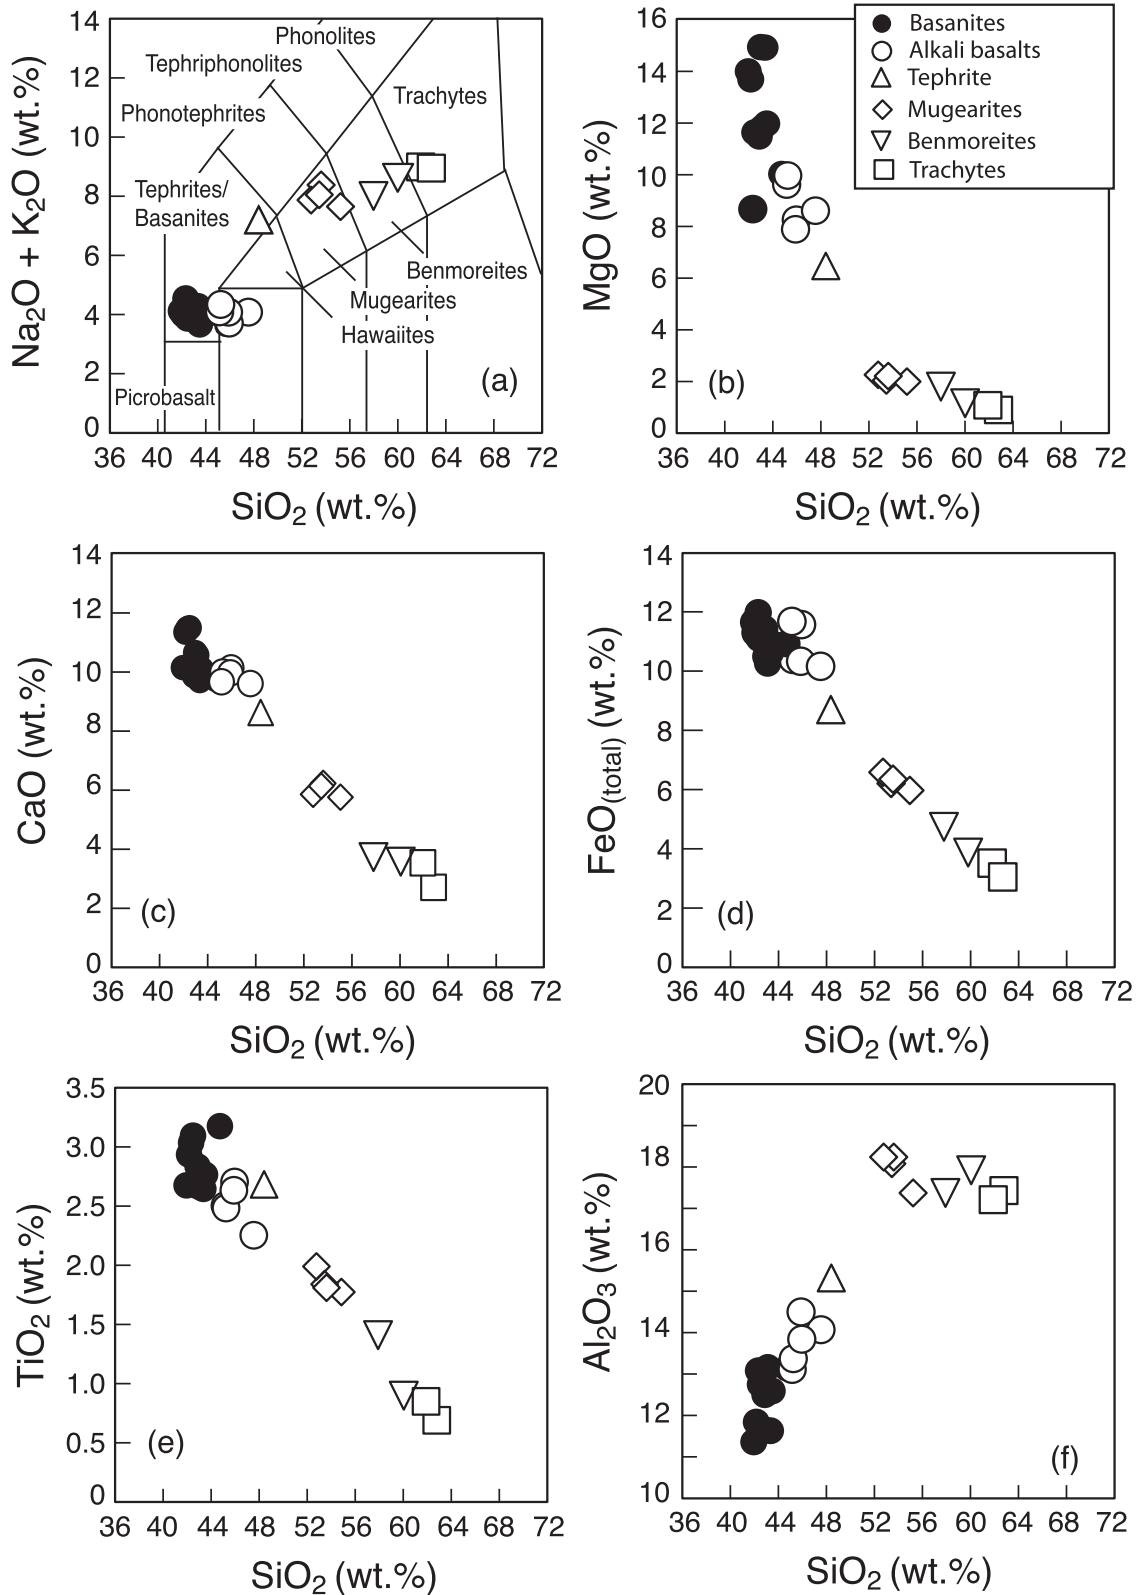 14
12
10
8
6
4
2
0
Na₂O + K₂O (wt.%)
Phonolites
Tephriphonolites
Trachytes
Phonotephrites
Tephrites/
Basanites
Benmoreites
Mugearites
Hawaiites
Picrobasalt
(a)
36 40 44 48 52 56 60 64 68 72
SiO₂ (wt.%)
16
14
12
10
8
6
4
2
0
MgO (wt.%)
Basanites
Alkali basalts
Tephrite
Mugearites
Benmoreites
Trachytes
(b)
36 40 44 48 52 56 60 64 68 72
SiO₂ (wt.%)
14
12
10
8
6
4
2
0
CaO (wt.%)
(c)
36 40 44 48 52 56 60 64 68 72
SiO₂ (wt.%)
14
12
10
8
6
4
2
0
FeO(total) (wt.%)
(d)
36 40 44 48 52 56 60 64 68 72
SiO₂ (wt.%)
3.5
3.0
2.5
2.0
1.5
1.0
0.5
0
TiO₂ (wt.%)
(e)
36 40 44 48 52 56 60 64 68 72
SiO₂ (wt.%)
20
18
16
14
12
10
Al₂O₃ (wt.%)
(f)
36 40 44 48 52 56 60 64 68 72
SiO₂ (wt.%)